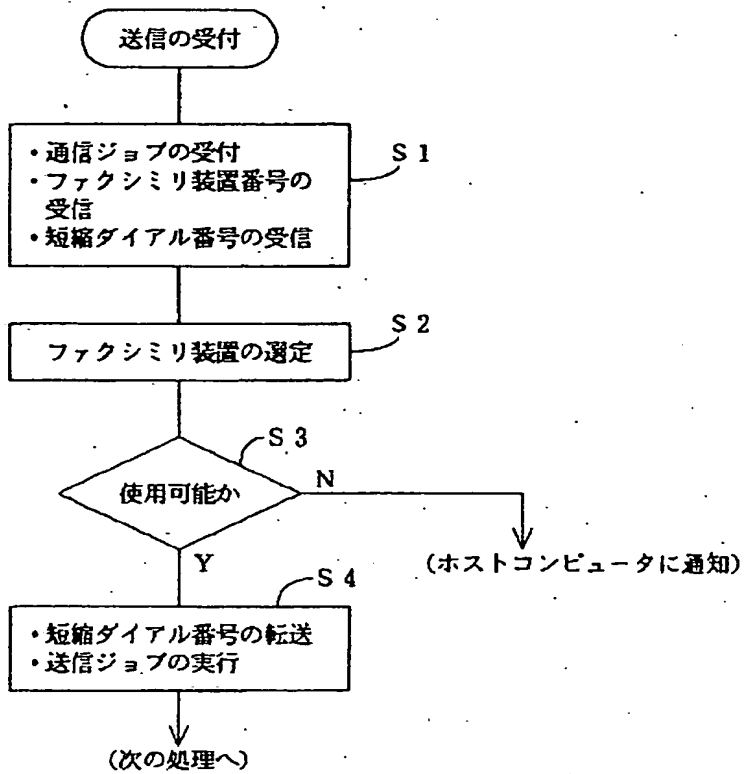 送信の受付
・通信ジョブの受付
・ファクシミリ装置番号の
受信
・短縮ダイアル番号の受信
S1
ファクシミリ装置の選定
S2
使用可能か
S3
N
(ホストコンピュータに通知)
Y
・短縮ダイアル番号の転送
・送信ジョブの実行
S4
(次の処理へ)